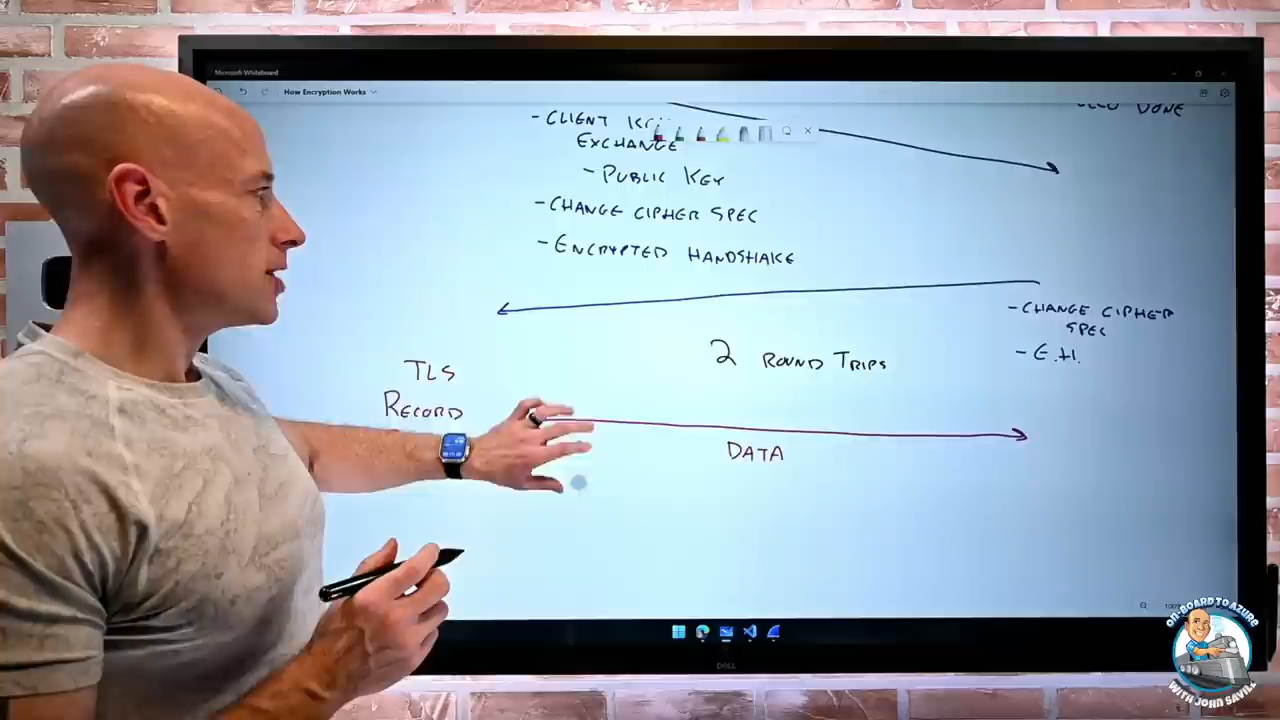 Microsoft Whiteboard
How Encryption Works
DONE
- CLIENT KEY
EXCHANGE
- PUBLIC KEY
- CHANGE CIPHER SPEC
- ENCRYPTED HANDSHAKE
- CHANGE CIPHER
SPEC
- E.H.
2 ROUND TRIPS
TLS
RECORD
DATA
DELL
ON-BOARD TO AZURE
WITH JOHN SAVILL